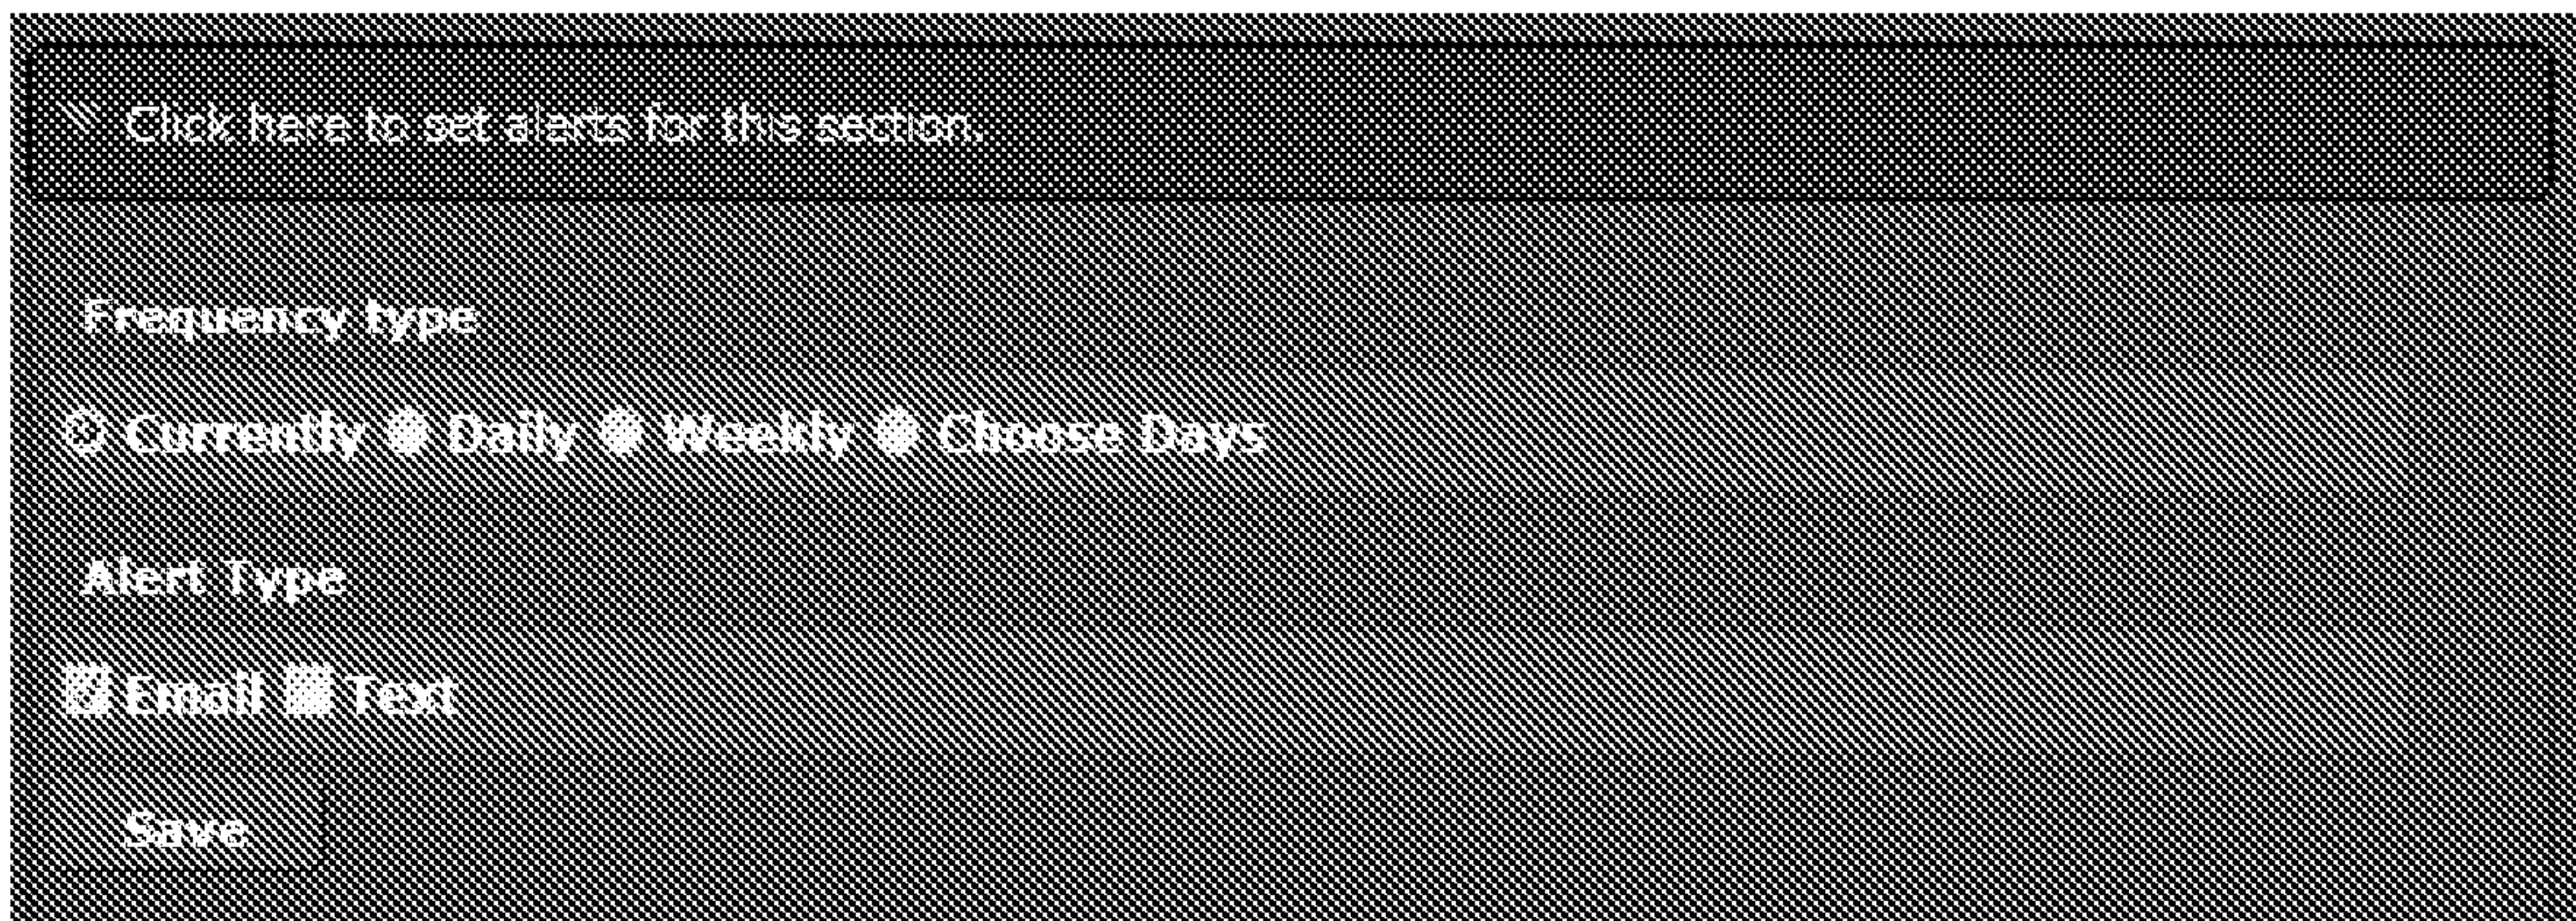 Click here to set alerts for this section.
Frequency type
Currently Daily Weekly Choose Days
Alert Type
Email Text
Save